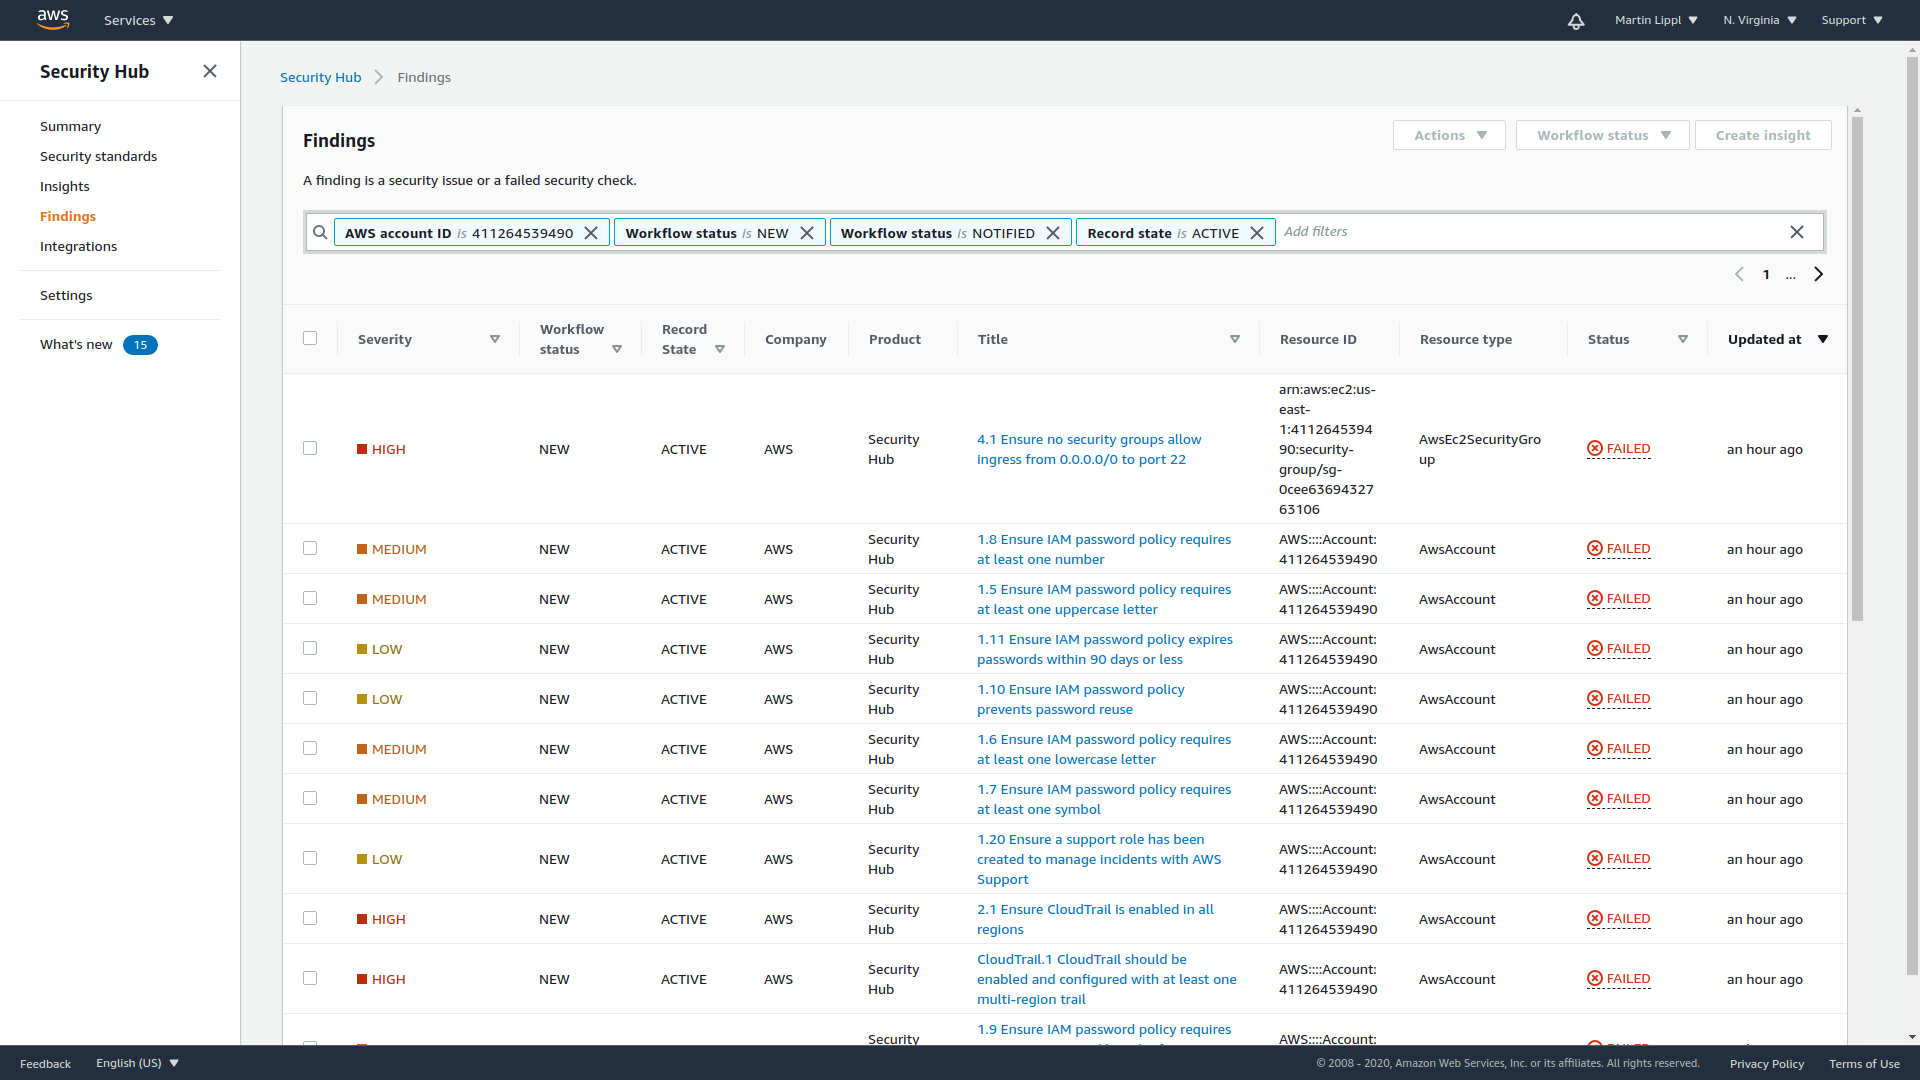 aws
Services
Martin Lippl
N. Virginia
Support
Security Hub
Summary
Security standards
Insights
Findings
Integrations
Settings
What's new 15
Security Hub Findings
Findings
Actions
Workflow status
Create insight
A finding is a security issue or a failed security check.
AWS account ID Is 411264539490
Workflow status Is NEW
Workflow status Is NOTIFIED
Record state Is ACTIVE
Add filters
1 ...
Severity
Workflow
status
Record
State
Company
Product
Title
Resource ID
Resource type
Status
Updated at
HIGH
NEW
ACTIVE
AWS
Security
Hub
4.1 Ensure no security groups allow
ingress from 0.0.0.0/0 to port 22
arn:aws:ec2:us-
east-
1:4112645394
90:security-
group/sg-
0cee63694327
63106
AwsEc2SecurityGro
up
FAILED
an hour ago
MEDIUM
NEW
ACTIVE
AWS
Security
Hub
1.8 Ensure IAM password policy requires
at least one number
AWS::::Account:
411264539490
AwsAccount
FAILED
an hour ago
MEDIUM
NEW
ACTIVE
AWS
Security
Hub
1.5 Ensure IAM password policy requires
at least one uppercase letter
AWS::::Account:
411264539490
AwsAccount
FAILED
an hour ago
LOW
NEW
ACTIVE
AWS
Security
Hub
1.11 Ensure IAM password policy expires
passwords within 90 days or less
AWS::::Account:
411264539490
AwsAccount
FAILED
an hour ago
LOW
NEW
ACTIVE
AWS
Security
Hub
1.10 Ensure IAM password policy
prevents password reuse
AWS::::Account:
411264539490
AwsAccount
FAILED
an hour ago
MEDIUM
NEW
ACTIVE
AWS
Security
Hub
1.6 Ensure IAM password policy requires
at least one lowercase letter
AWS::::Account:
411264539490
AwsAccount
FAILED
an hour ago
MEDIUM
NEW
ACTIVE
AWS
Security
Hub
1.7 Ensure IAM password policy requires
at least one symbol
AWS::::Account:
411264539490
AwsAccount
FAILED
an hour ago
LOW
NEW
ACTIVE
AWS
Security
Hub
1.20 Ensure a support role has been
created to manage incidents with AWS
Support
AWS::::Account:
411264539490
AwsAccount
FAILED
an hour ago
HIGH
NEW
ACTIVE
AWS
Security
Hub
2.1 Ensure CloudTrail is enabled in all
regions
AWS::::Account:
411264539490
AwsAccount
FAILED
an hour ago
HIGH
NEW
ACTIVE
AWS
Security
Hub
CloudTrail.1 CloudTrail should be
enabled and configured with at least one
multi-region trail
AWS::::Account:
411264539490
AwsAccount
FAILED
an hour ago
Security
1.9 Ensure IAM password policy requires
AWS::::Account:
Feedback
English (US)
© 2008 - 2020, Amazon Web Services, Inc. or its affiliates. All rights reserved.
Privacy Policy
Terms of Use